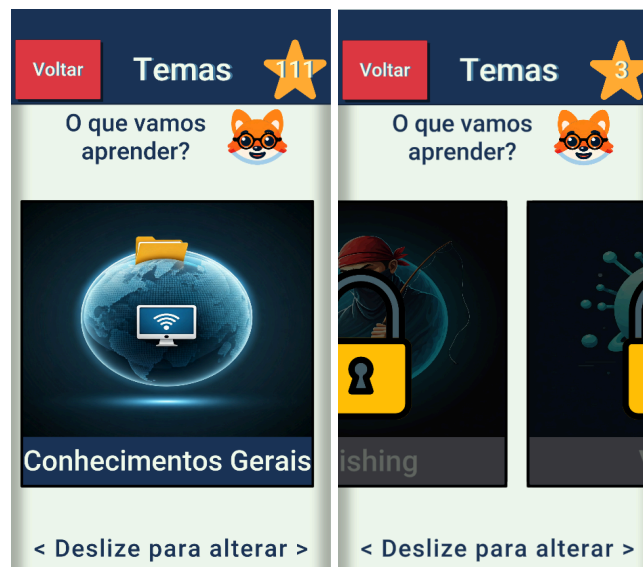 Voltar
Temas
111
O que vamos
aprender?
Conhecimentos Gerais
< Deslize para alterar >
Voltar
Temas
3
O que vamos
aprender?
ishing
< Deslize para alterar >